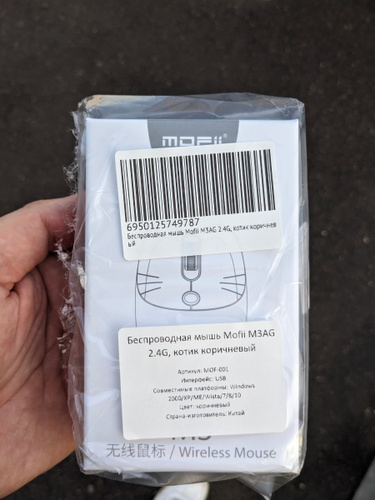 MOFii®
6950125749787
Беспроводная мышь Mofii M3AG 2.4G, котик коричнев
ый
Беспроводная мышь Mofii M3AG
2.4G, котик коричневый
Артикул: MOF-001
Интерфейс: USB
Совместимые платформы: Windows
2000/XP/ME/Vista/7/8/10
Цвет: коричневый
Страна-изготовитель: Китай
无线鼠标 / Wireless Mouse